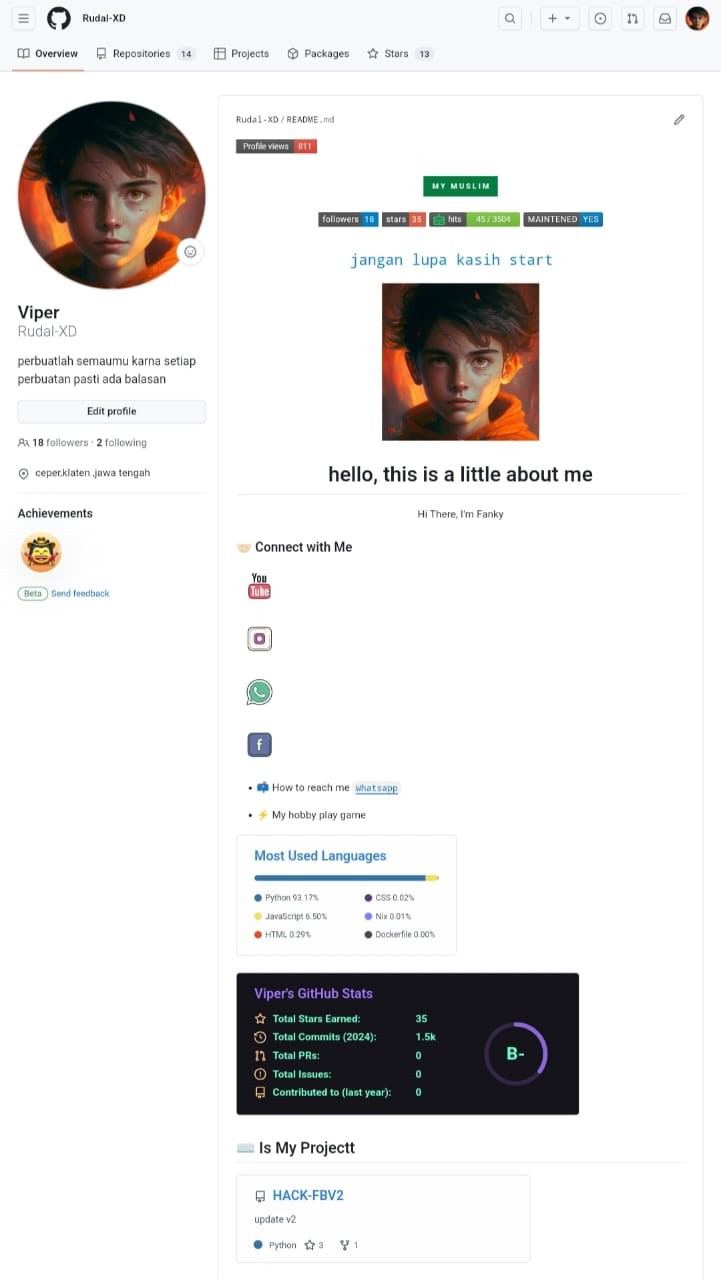 Rudal-XD
Overview
Repositories 14
Projects
Packages
Stars 13
Viper
Rudal-XD
perbuatlah semaumu karna setiap
perbuatan pasti ada balasan
Edit profile
18 followers · 2 following
ceper,klaten ,jawa tengah
Achievements
Beta Send feedback
Rudal-XD / README.md
Profile views 811
MY MUSLIM
followers 18 stars 35 hits 45 / 3504 MAINTENED YES
jangan lupa kasih start
hello, this is a little about me
Hi There, I'm Fanky
🤝🏻 Connect with Me
You
Tube
f
• 📫 How to reach me Whatsapp
• ⚡ My hobby play game
Most Used Languages
Python 93.17%
JavaScript 6.50%
HTML 0.29%
CSS 0.02%
Nix 0.01%
Dockerfile 0.00%
Viper's GitHub Stats
Total Stars Earned: 35
Total Commits (2024): 1.5k
Total PRs: 0
Total Issues: 0
Contributed to (last year): 0
B-
⌨️ Is My Projectt
HACK-FBV2
update v2
Python 3 1